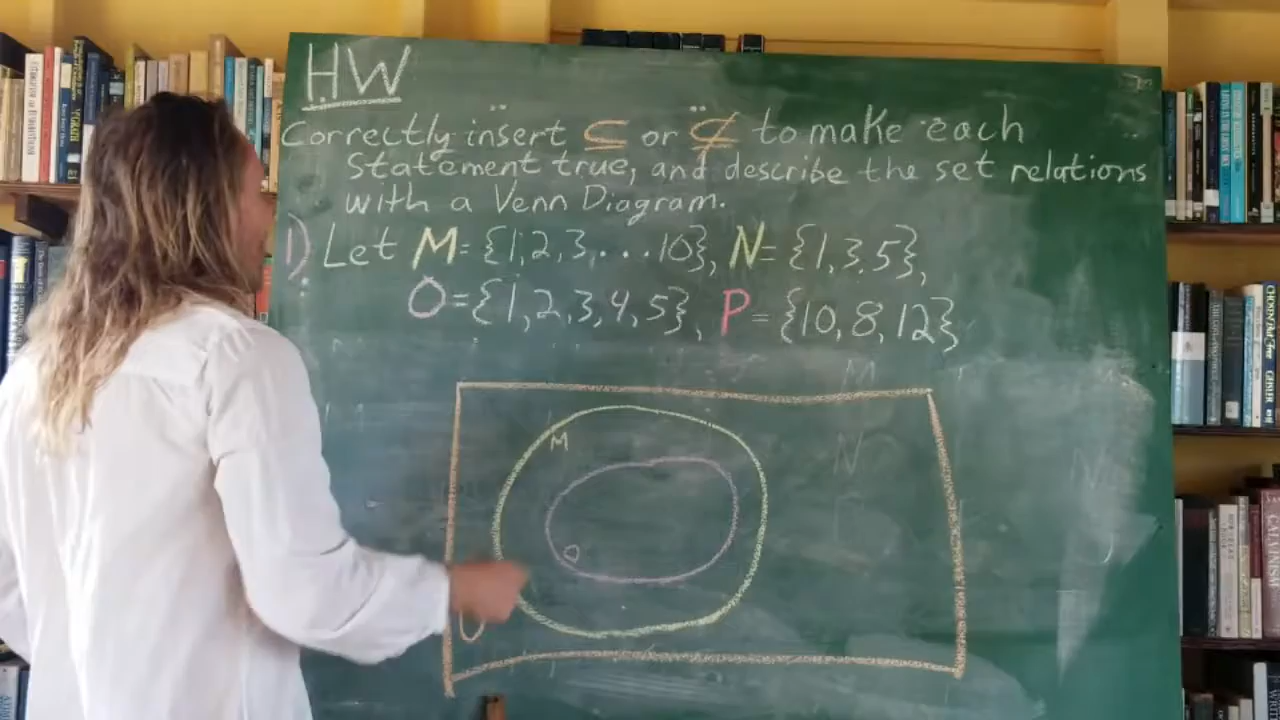 HW
Correctly insert ⊆ or ⊈ to make each
statement true, and describe the set relations
with a Venn Diagram.
1) Let M={1,2,3,...10}, N={1,3,5},
O={1,2,3,4,5}, P={10,8,12}
M
M
N
N
O
U